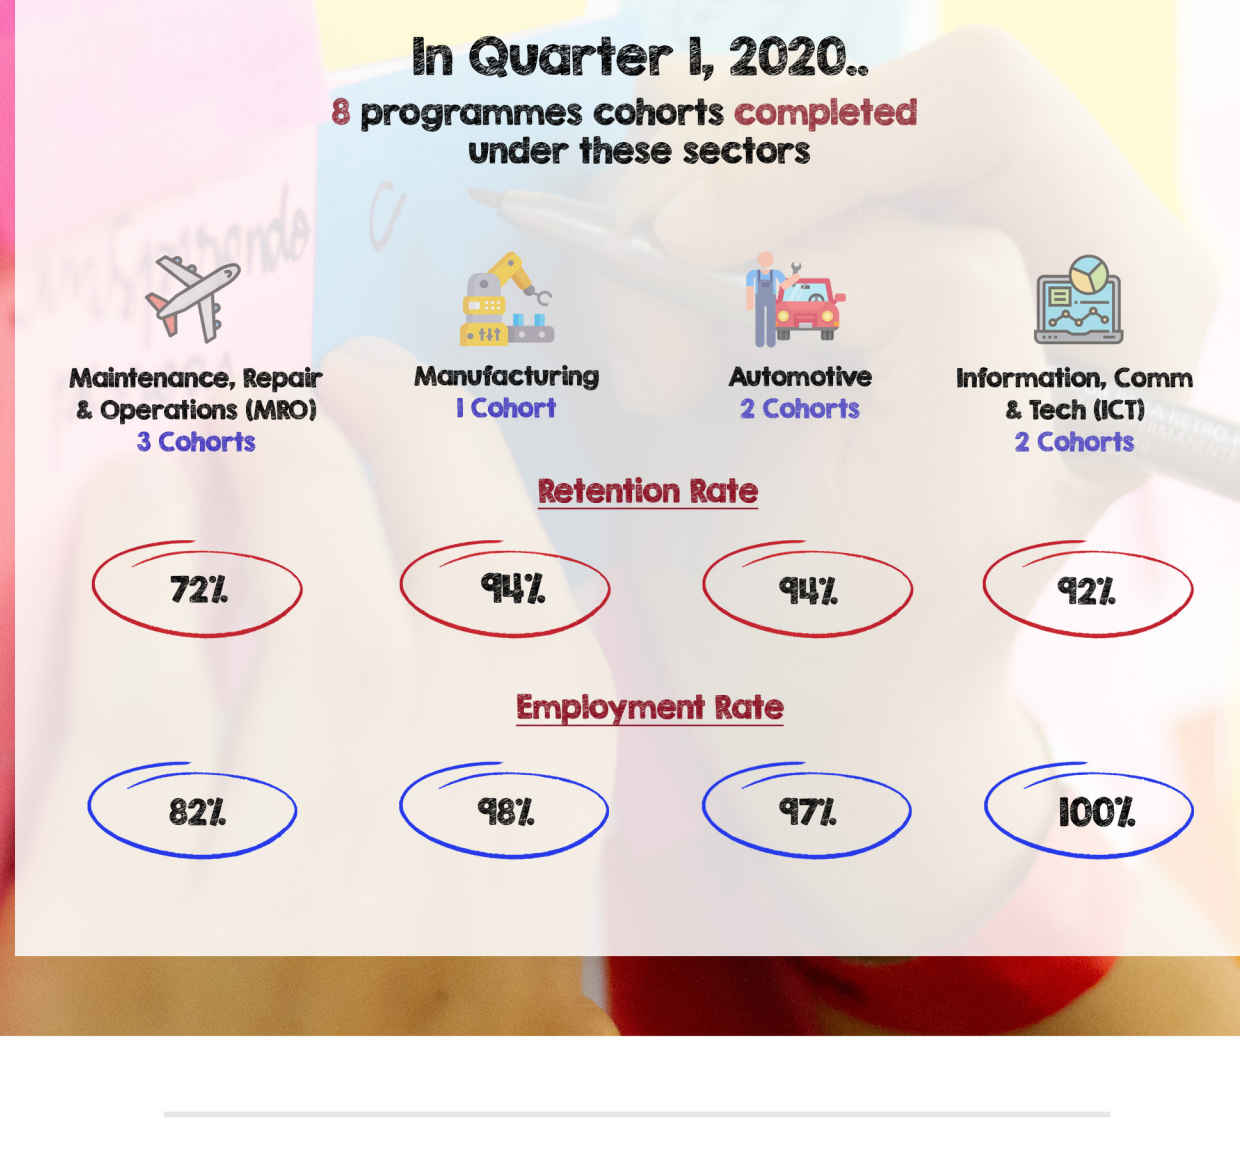 In Quarter 1, 2020..
8 programmes cohorts completed
under these sectors
Maintenance, Repair
& Operations (MRO)
3 Cohorts
Manufacturing
1 Cohort
Automotive
2 Cohorts
Information, Comm
& Tech (ICT)
2 Cohorts
Retention Rate
72%
94%
94%
92%
Employment Rate
82%
98%
97%
100%